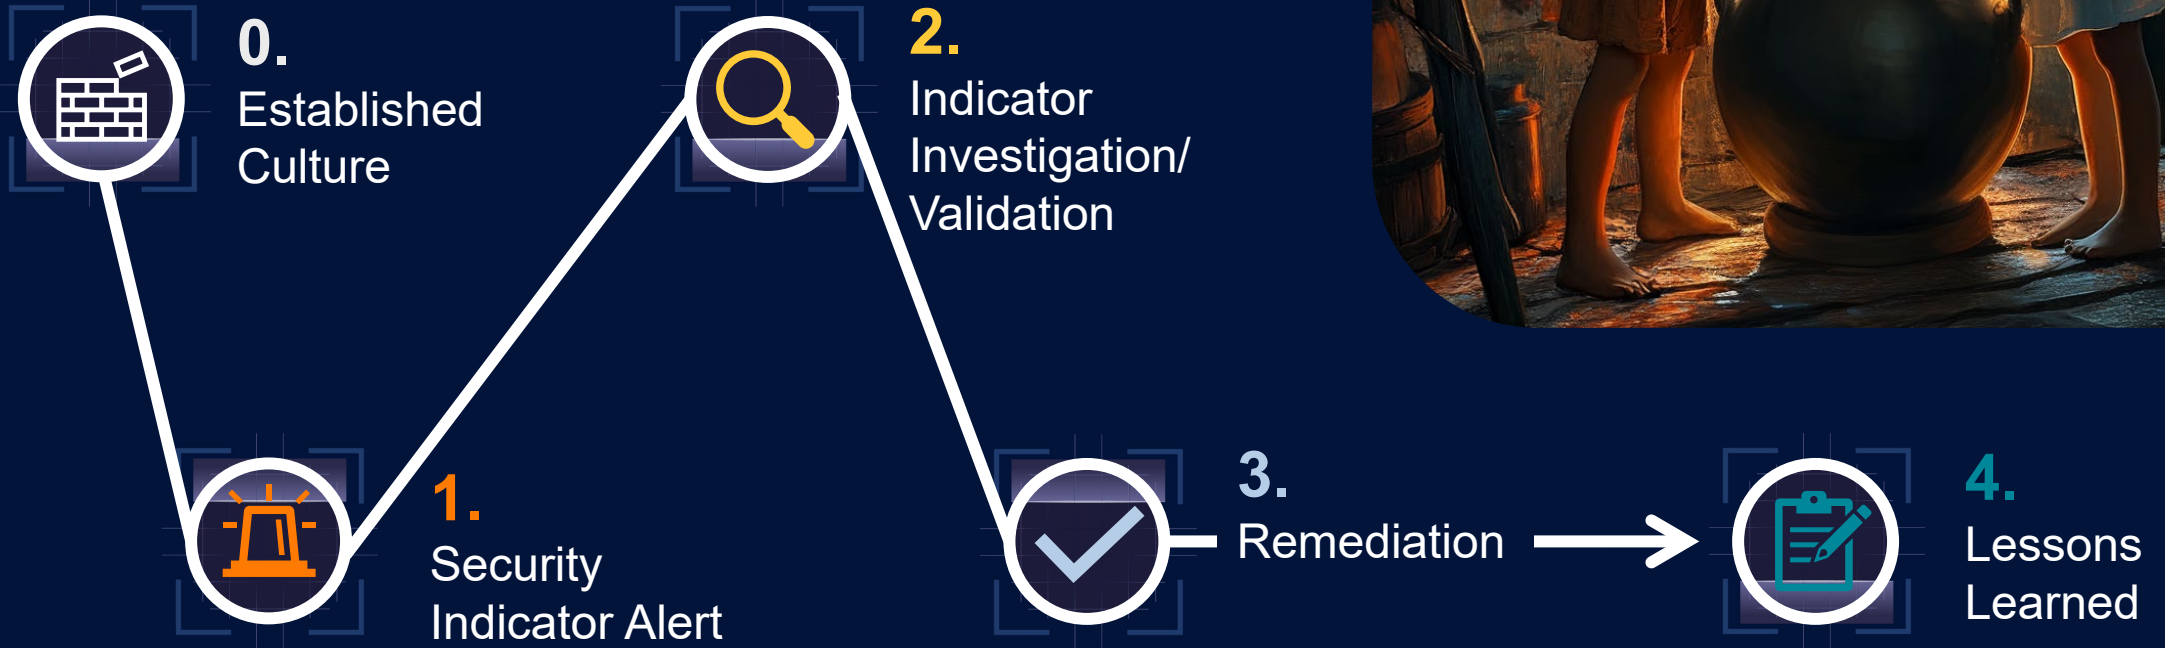 0.
Established
Culture
1.
Security
Indicator Alert
2.
Indicator
Investigation/
Validation
3.
Remediation
4.
Lessons
Learned